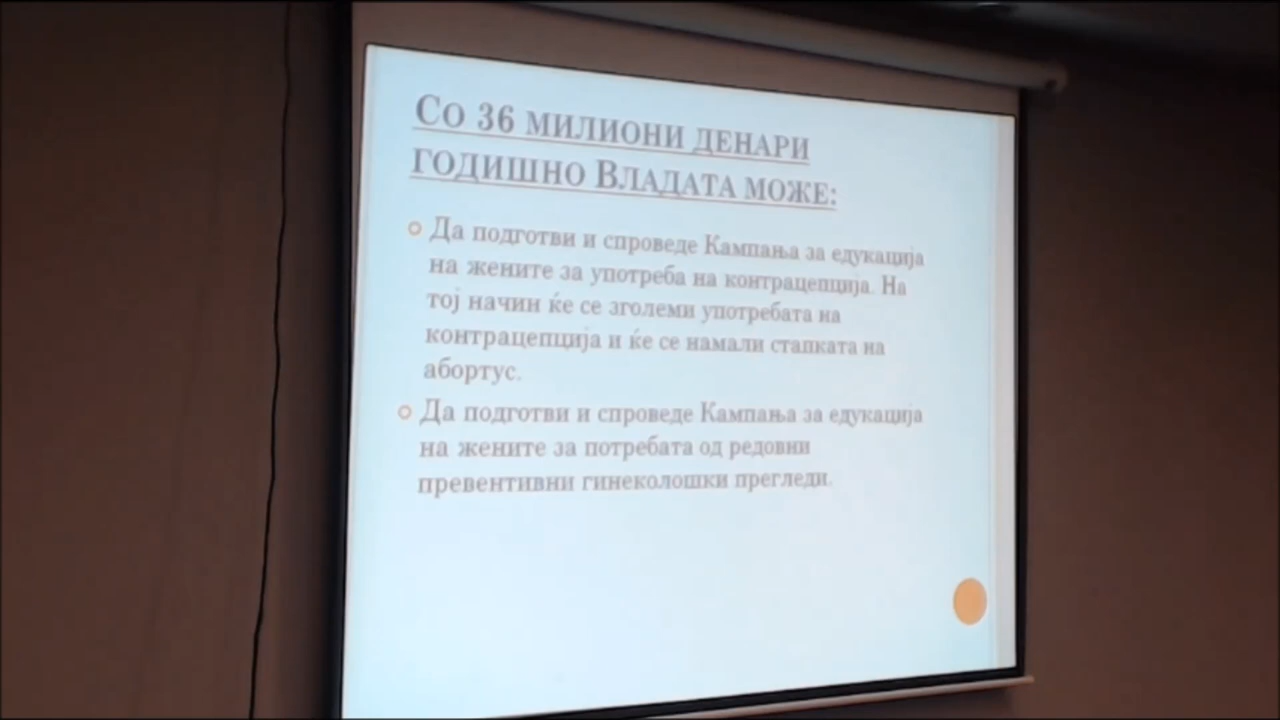 Со 36 милиони денари
годишно Владата може:
Да подготви и спроведе Кампања за едукација
на жените за употреба на контрацепција. На
тој начин ќе се зголеми употребата на
контрацепција и ќе се намали стапката на
абортус.
Да подготви и спроведе Кампања за едукација
на жените за потребата од редовни
превентивни гинеколошки прегледи.